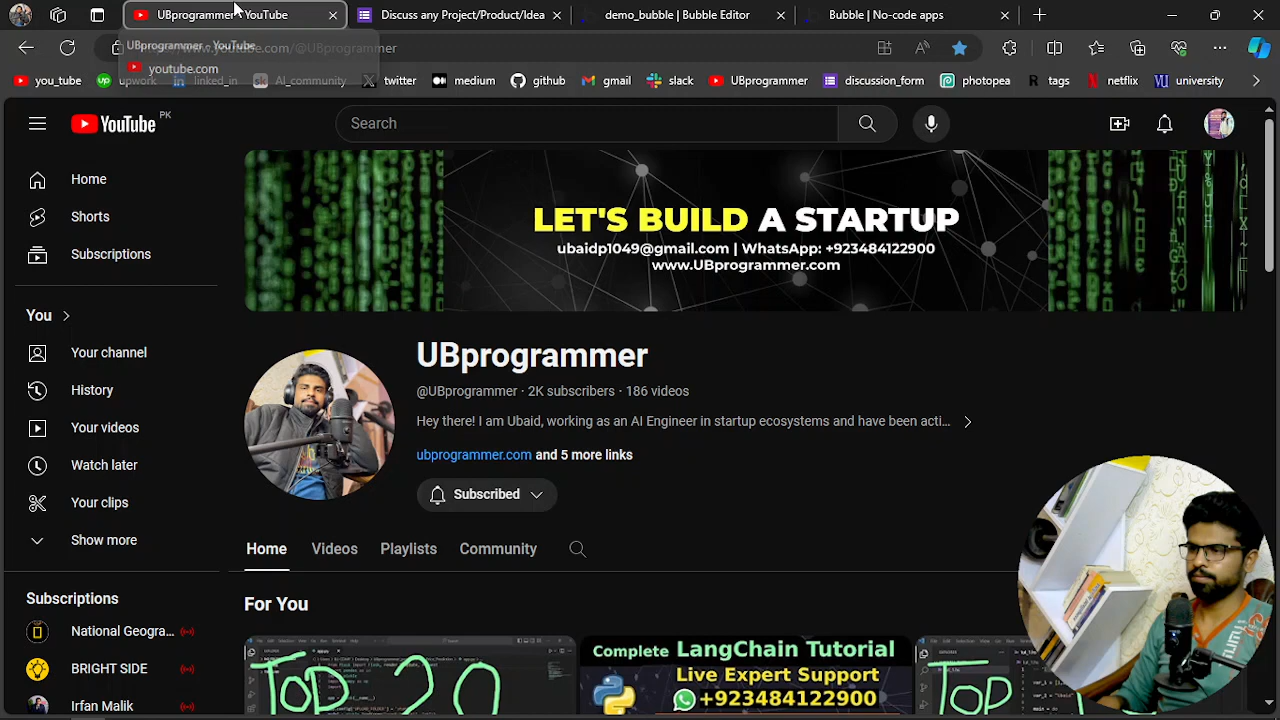 UBprogrammer - YouTube
Discuss any Project/Product/Idea
demo_bubble | Bubble Editor
Bubble | No-code apps
UBprogrammer - YouTube
youtube.com/@UBprogrammer
youtube.com
you_tube
upwork
linked_in
AI_community
twitter
medium
github
gmail
slack
UBprogrammer
discussion_form
photopea
tags
netflix
university
YouTube PK
Search
Home
Shorts
Subscriptions
You
Your channel
History
Your videos
Watch later
Your clips
Show more
Subscriptions
National Geogra...
BRIGHT SIDE
Irfan Malik
LET'S BUILD A STARTUP
ubaidp1049@gmail.com | WhatsApp: +923484122900
www.UBprogrammer.com
UBprogrammer
@UBprogrammer · 2K subscribers · 186 videos
Hey there! I am Ubaid, working as an AI Engineer in startup ecosystems and have been acti...
ubprogrammer.com and 5 more links
Subscribed
Home
Videos
Playlists
Community
For You
TOP 20
Complete LangChain Tutorial
Live Expert Support
+923484122900
TOP